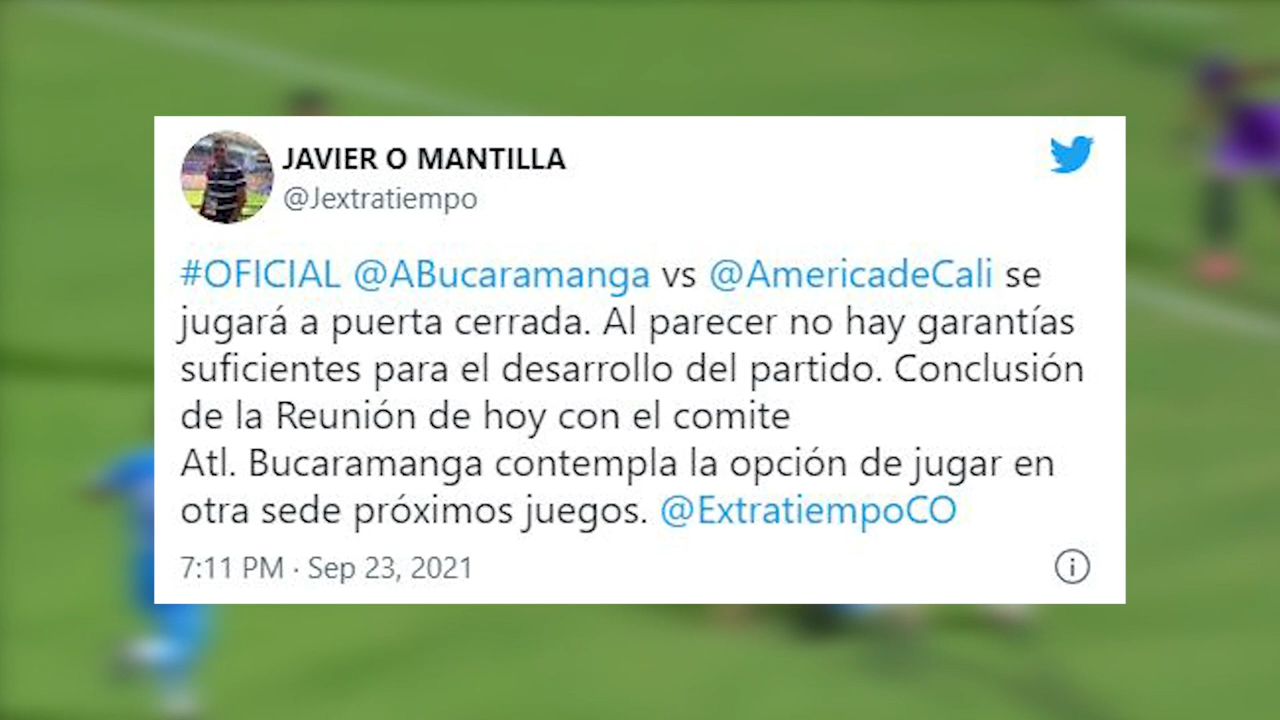 JAVIER O MANTILLA
@Jextratiempo
#OFICIAL @ABucaramanga vs @AmericadeCali se
jugará a puerta cerrada. Al parecer no hay garantías
suficientes para el desarrollo del partido. Conclusión
de la Reunión de hoy con el comite
Atl. Bucaramanga contempla la opción de jugar en
otra sede próximos juegos. @ExtratiempoCO
7:11 PM · Sep 23, 2021